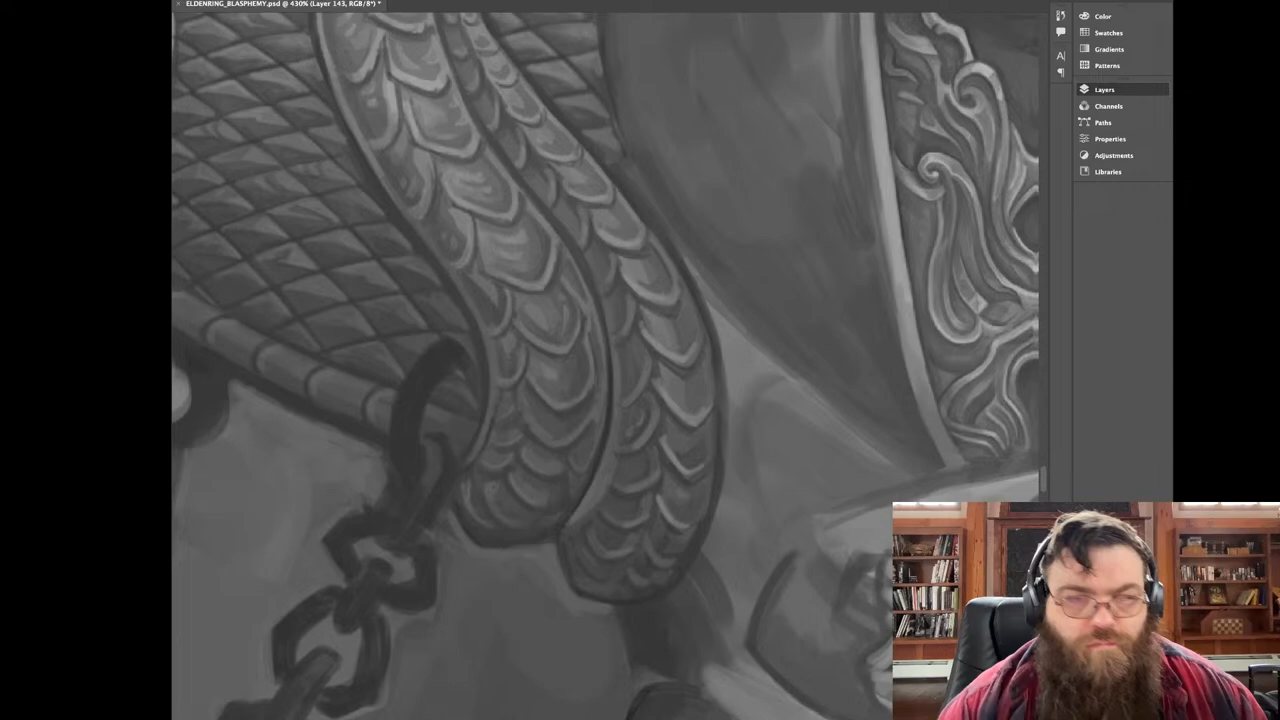 × ELDENRING_BLASPHEMY.psd @ 430% (Layer 143, RGB/8*) *
Color
Swatches
Gradients
Patterns
Layers
Channels
Paths
Properties
Adjustments
Libraries